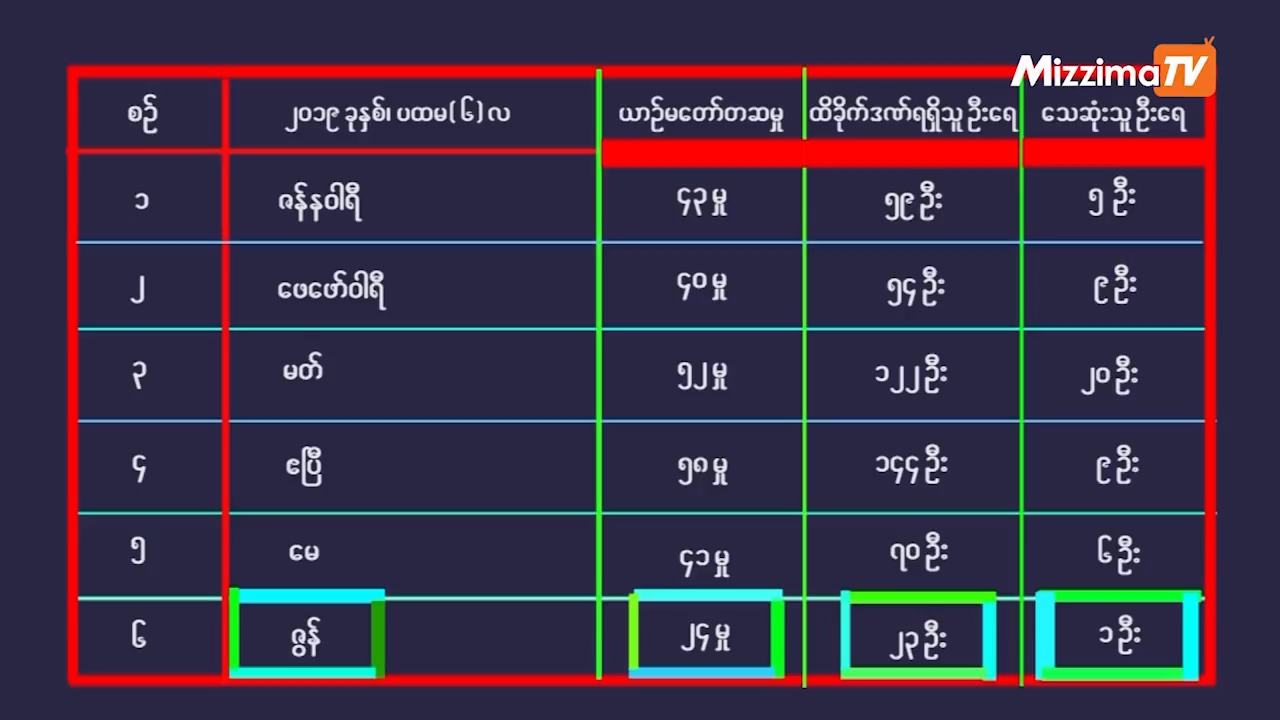 Mizzima TV
စဉ် ၂၀၁၉ ခုနှစ်၊ ပထမ(၆)လ ယာဉ်မတော်တဆမှု ထိခိုက်ဒဏ်ရရှိသူ ဦးရေ သေဆုံးသူ ဦးရေ
၁ ဇန်နဝါရီ ၄၃ မှု ၅၉ ဦး ၅ ဦး
၂ ဖေဖော်ဝါရီ ၄၀ မှု ၅၄ ဦး ၉ ဦး
၃ မတ် ၅၂ မှု ၁၂၂ ဦး ၂၀ ဦး
၄ ဧပြီ ၅၈ မှု ၁၄၄ ဦး ၉ ဦး
၅ မေ ၄၁ မှု ၇၀ ဦး ၆ ဦး
၆ ဇွန် ၂၄ မှု ၂၃ ဦး ၁ ဦး